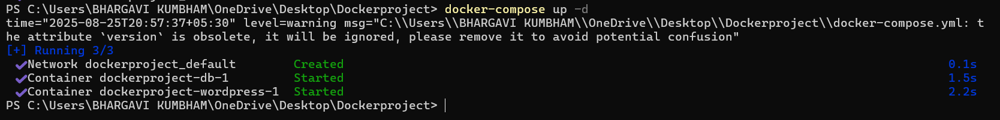 PS C:\Users\BHARGAVI KUMBHAM\OneDrive\Desktop\Dockerproject> docker-compose up -d
time="2025-08-25T20:57:37+05:30" level=warning msg="C:\\Users\\BHARGAVI KUMBHAM\\OneDrive\\Desktop\\Dockerproject\\docker-compose.yml: t
he attribute `version` is obsolete, it will be ignored, please remove it to avoid potential confusion"
[+] Running 3/3
✔Network dockerproject_default Created 0.1s
✔Container dockerproject-db-1 Started 1.5s
✔Container dockerproject-wordpress-1 Started 2.2s
PS C:\Users\BHARGAVI KUMBHAM\OneDrive\Desktop\Dockerproject>